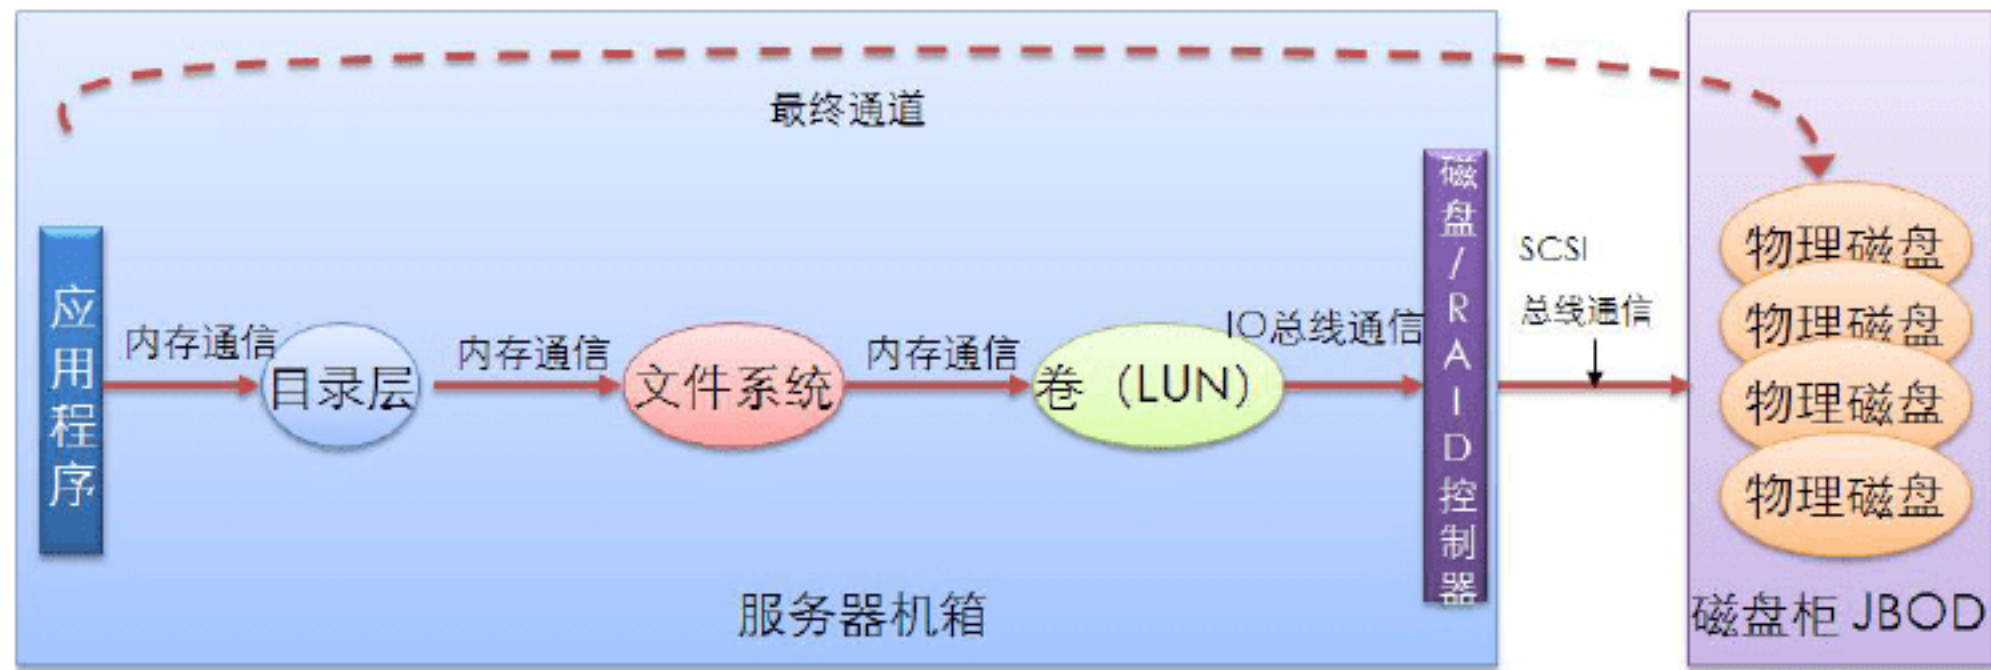 最终通道
应用程序
内存通信
目录层
内存通信
文件系统
内存通信
卷（LUN）
IO总线通信
磁盘/RAID控制器
SCSI
总线通信
物理磁盘
物理磁盘
物理磁盘
物理磁盘
服务器机箱
磁盘柜 JBOD